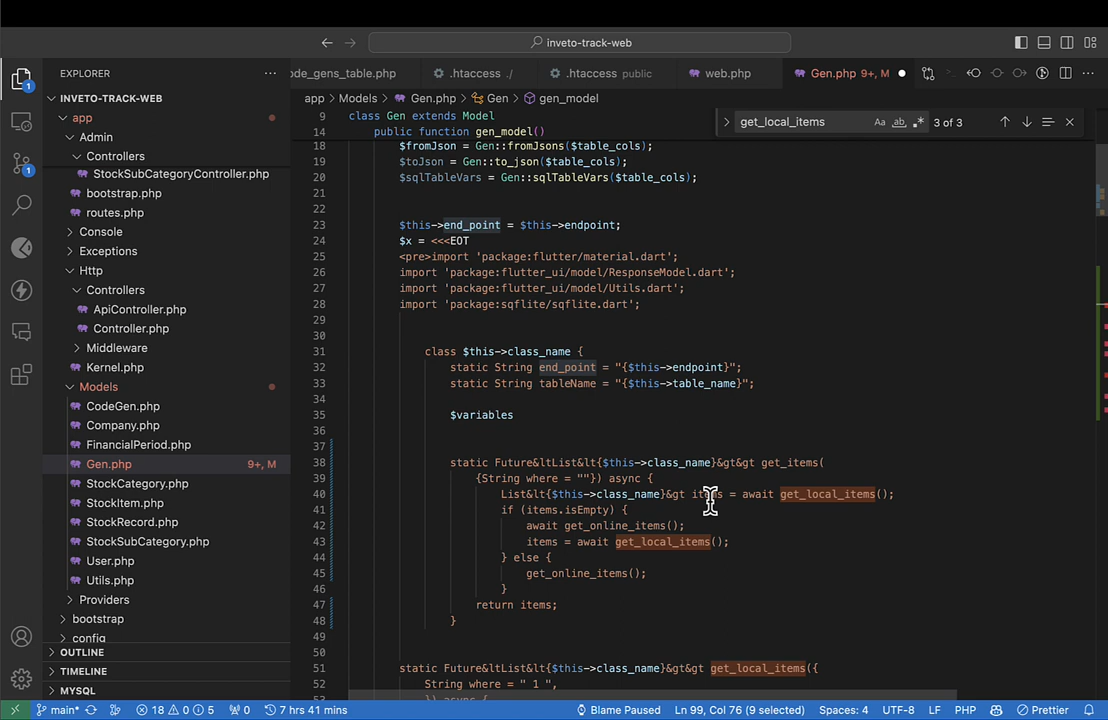 inveto-track-web
EXPLORER
ode_gens_table.php
.htaccess ./
.htaccess public
web.php
Gen.php 9+, M
INVETO-TRACK-WEB
app > Models > Gen.php > Gen > gen_model
app
Admin
Controllers
StockSubCategoryController.php
bootstrap.php
routes.php
Console
Exceptions
Http
Controllers
ApiController.php
Controller.php
Middleware
Kernel.php
Models
CodeGen.php
Company.php
FinancialPeriod.php
Gen.php 9+, M
StockCategory.php
StockItem.php
StockRecord.php
StockSubCategory.php
User.php
Utils.php
Providers
bootstrap
config
OUTLINE
TIMELINE
MYSQL
get_local_items
Aa ab .* 3 of 3
9 class Gen extends Model
14 public function gen_model()
18 $fromJson = Gen::fromJsons($table_cols);
19 $toJson = Gen::to_json($table_cols);
20 $sqlTableVars = Gen::sqlTableVars($table_cols);
21
22
23 $this->end_point = $this->endpoint;
24 $x = <<<EOT
25 <pre>import 'package:flutter/material.dart';
26 import 'package:flutter_ui/model/ResponseModel.dart';
27 import 'package:flutter_ui/model/Utils.dart';
28 import 'package:sqflite/sqflite.dart';
29
30
31 class $this->class_name {
32 static String end_point = "{$this->endpoint}";
33 static String tableName = "{$this->table_name}";
34
35 $variables
36
37
38 static Future&ltList&lt{$this->class_name}&gt&gt get_items(
39 {String where = ""}) async {
40 List&lt{$this->class_name}&gt items = await get_local_items();
41 if (items.isEmpty) {
42 await get_online_items();
43 items = await get_local_items();
44 } else {
45 get_online_items();
46 }
47 return items;
48 }
49
50
51 static Future&ltList&lt{$this->class_name}&gt&gt get_local_items({
52 String where = " 1 ",
53 }) async {
1
1
main*
18 0 5
0
7 hrs 41 mins
Blame Paused
Ln 99, Col 76 (9 selected)
Spaces: 4
UTF-8
LF
PHP
Prettier